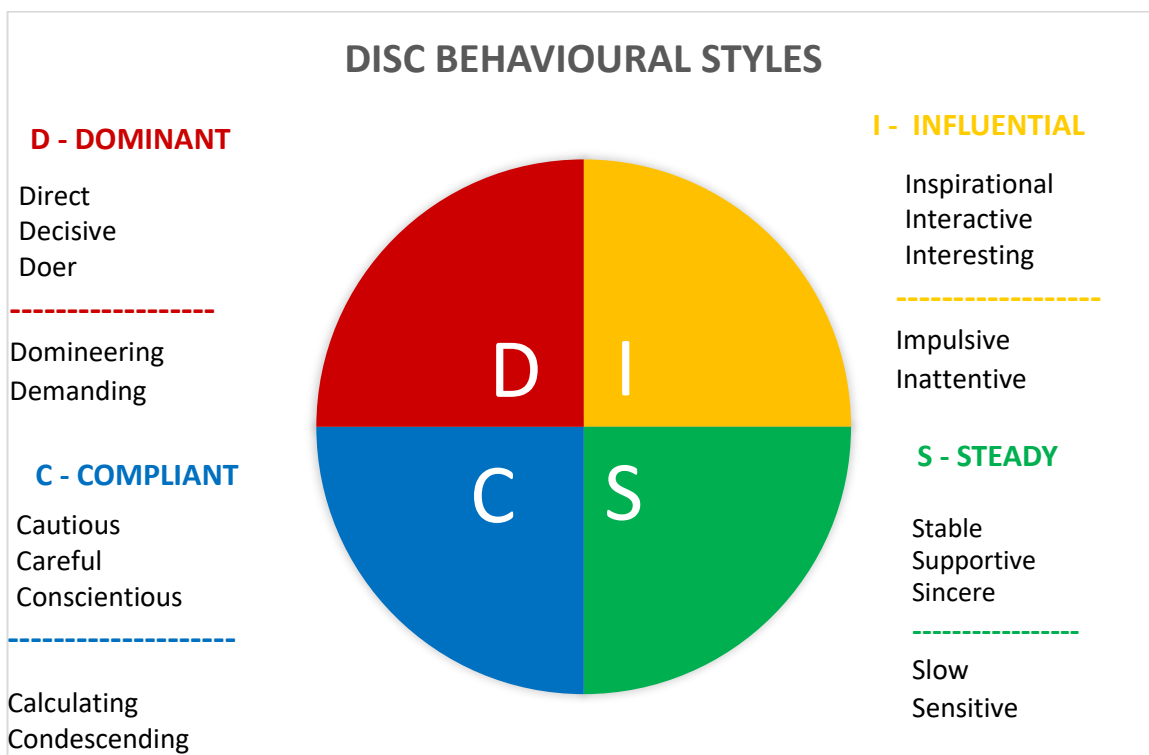 DISC BEHAVIOURAL STYLES
D - DOMINANT
Direct
Decisive
Doer
------------------
Domineering
Demanding
I - INFLUENTIAL
Inspirational
Interactive
Interesting
------------------
Impulsive
Inattentive
D
I
C
S
C - COMPLIANT
Cautious
Careful
Conscientious
--------------------
Calculating
Condescending
S - STEADY
Stable
Supportive
Sincere
-----------------
Slow
Sensitive